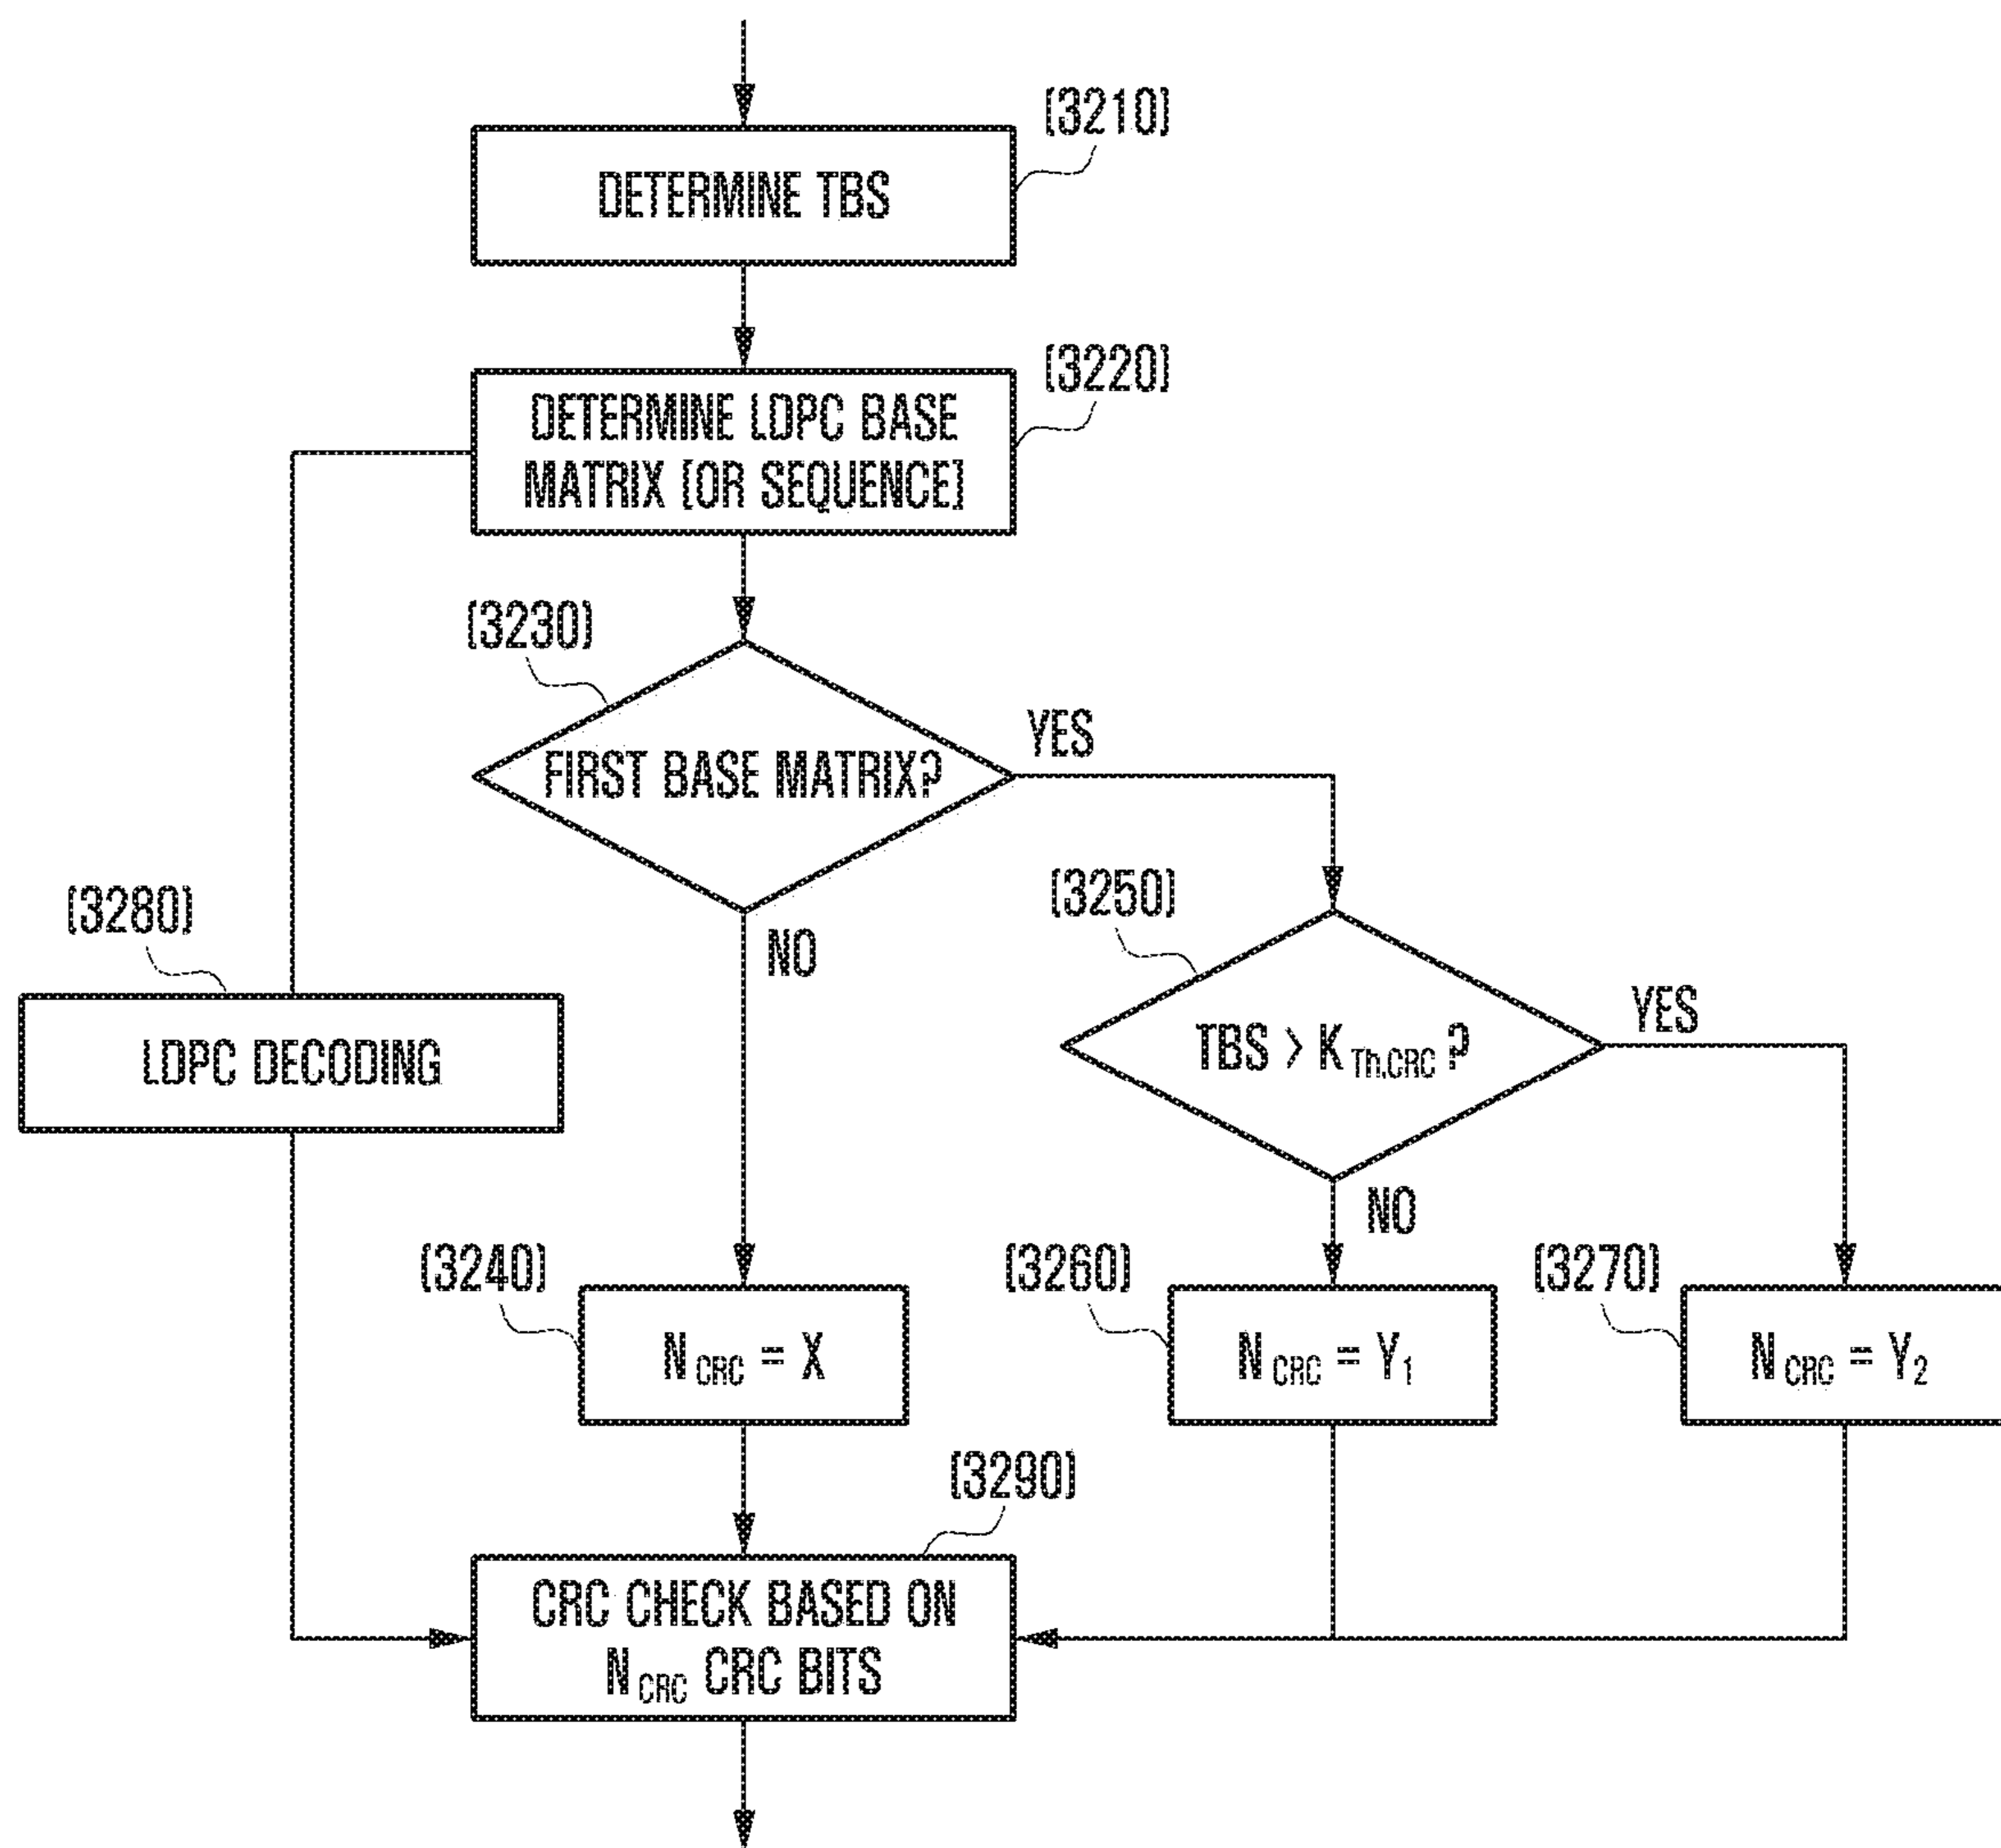 (3210)
DETERMINE TBS
(3220)
DETERMINE LDPC BASE
MATRIX (OR SEQUENCE)
(3230)
FIRST BASE MATRIX?
YES
NO
(3250)
TBS > K Th,CRC ?
YES
NO
(3280)
LDPC DECODING
(3240)
N CRC = X
(3260)
N CRC = Y1
(3270)
N CRC = Y2
(3290)
CRC CHECK BASED ON
N CRC CRC BITS